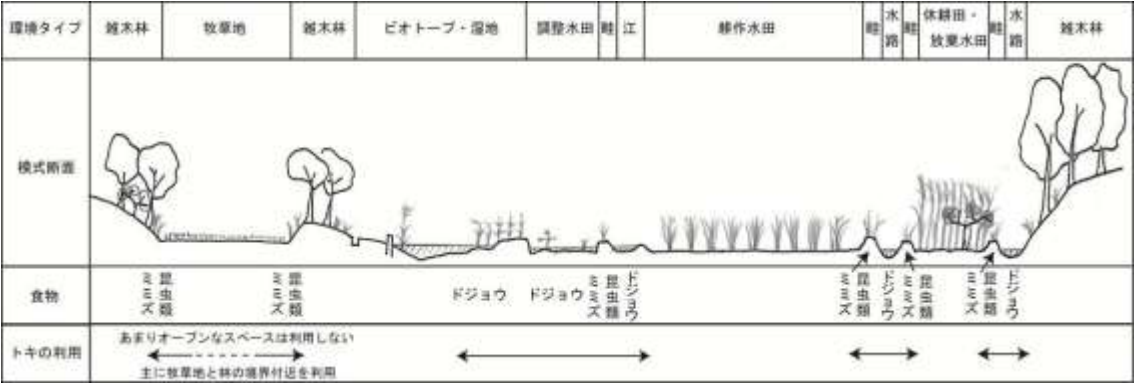 環境タイプ
雑木林
牧草地
雑木林
ビオトープ・湿地
調整水田
畦
江
耕作水田
畦
水路
畦
休耕田・
放棄水田
畦
水路
雑木林
模式断面
食物
昆虫類
ミミズ
昆虫類
ミミズ
ドジョウ
ドジョウ
昆虫類
ミミズ
ドジョウ
昆虫類
ミミズ
ドジョウ
昆虫類
ミミズ
昆虫類
ミミズ
ドジョウ
トキの利用
あまりオープンなスペースは利用しない
主に牧草地と林の境界付近を利用